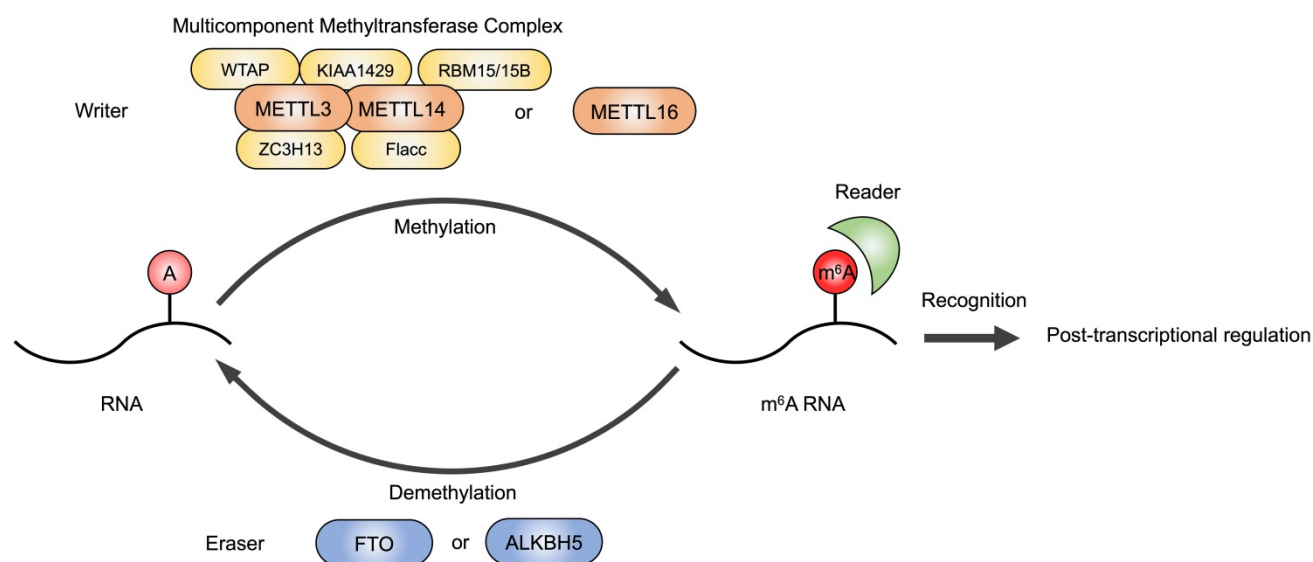 Multicomponent Methyltransferase Complex
WTAP KIAA1429 RBM15/15B
Writer METTL3 METTL14 or METTL16
ZC3H13 Flacc
Reader
Methylation
A m⁶A
Recognition
Post-transcriptional regulation
RNA m⁶A RNA
Demethylation
Eraser FTO or ALKBH5